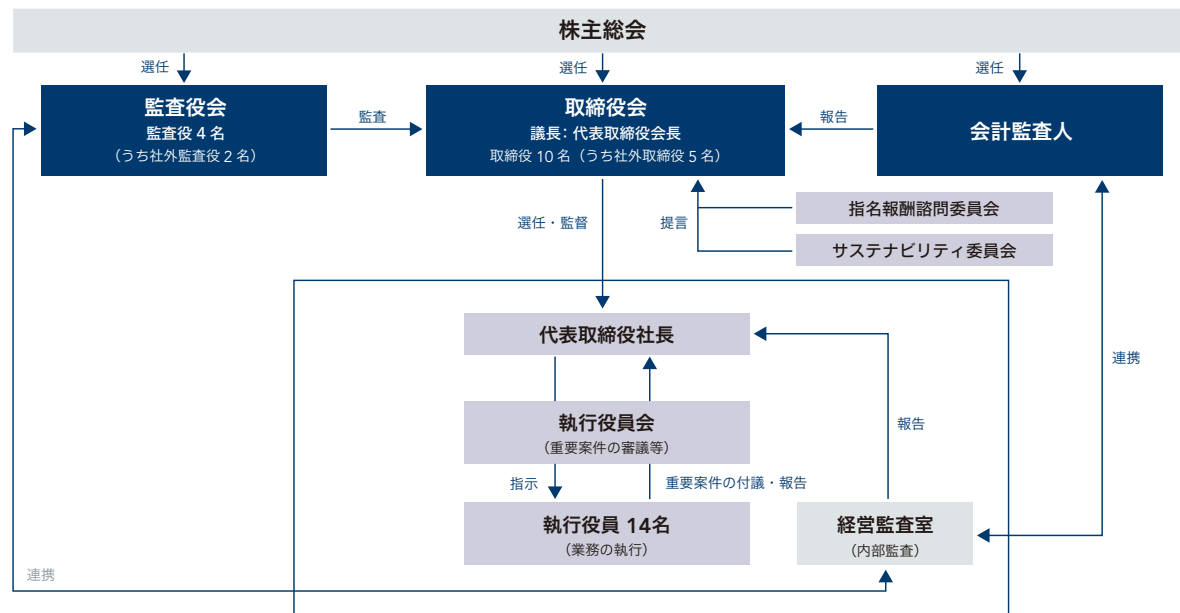 株主総会
選任
選任
選任
監査役会
監査役 4 名
（うち社外監査役 2 名）
監査
取締役会
議長：代表取締役会長
取締役 10 名（うち社外取締役 5 名）
報告
会計監査人
選任・監督
提言
指名報酬諮問委員会
サステナビリティ委員会
代表取締役社長
連携
執行役員会
（重要案件の審議等）
報告
指示
重要案件の付議・報告
執行役員 14名
（業務の執行）
経営監査室
（内部監査）
連携